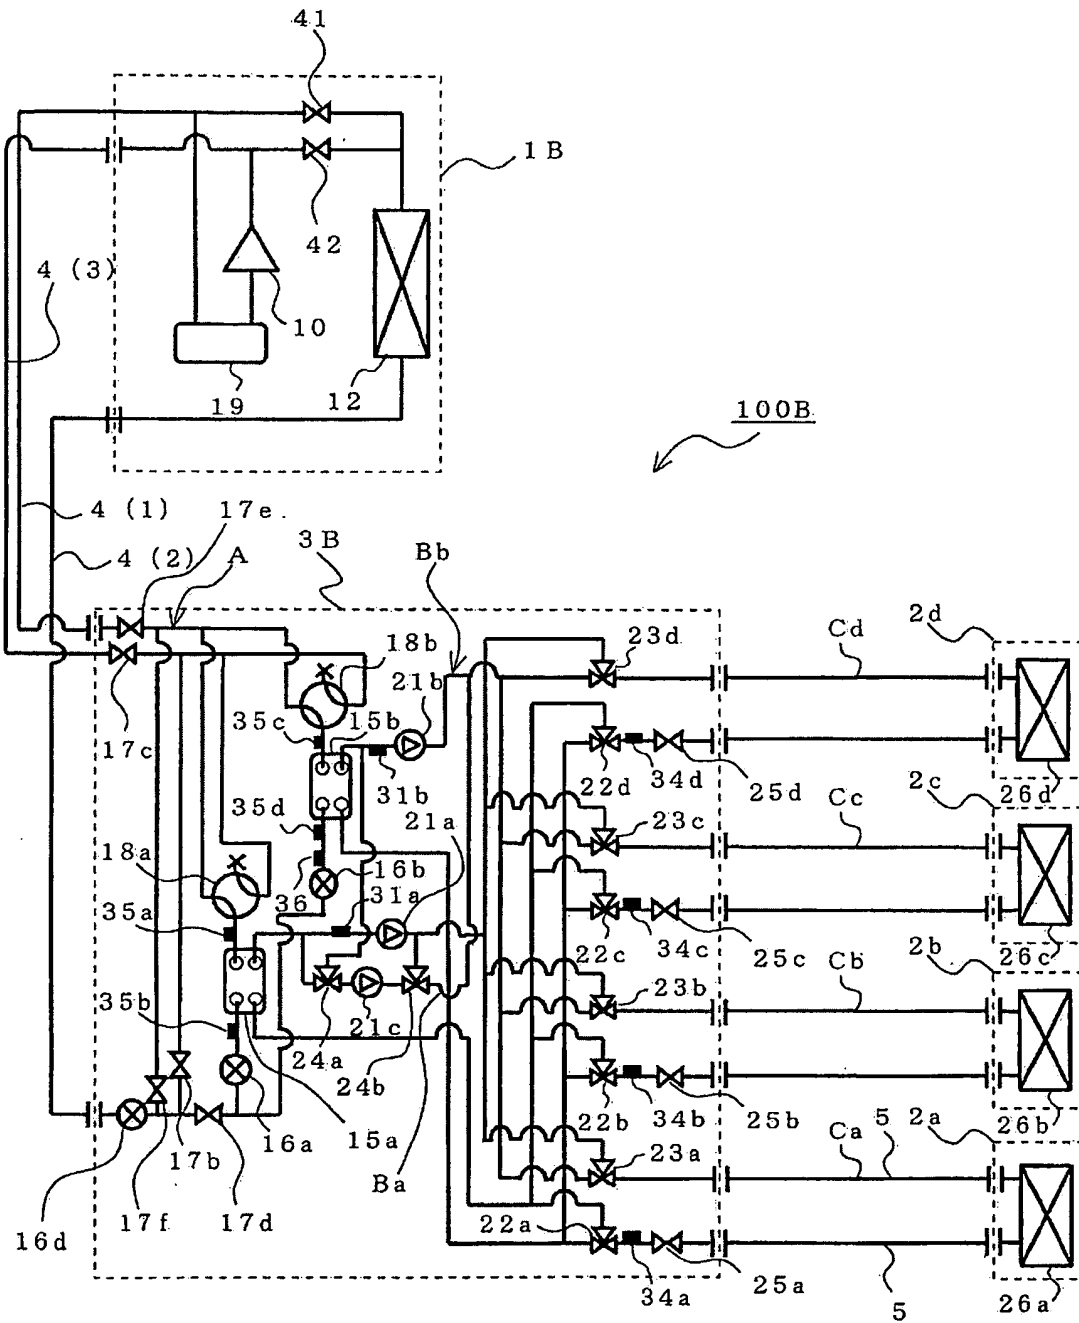 41
1B
42
4 (3)
10
19
12
100B
4 (1)
17e.
4 (2)
A
3B
Bb
2d
23d
Cd
18b
21b
35c
15b
17c
31b
22d
34d
25d
26d
2c
35d
21a
23c
Cc
18a
36
16b
31a
35a
22c
34c
25c
26c
2b
23b
Cb
35b
21c
24a
24b
22b
34b
25b
26b
16a
15a
2a
5
Ca
23a
17b
Ba
17f
17d
16d
22a
34a
25a
5
26a